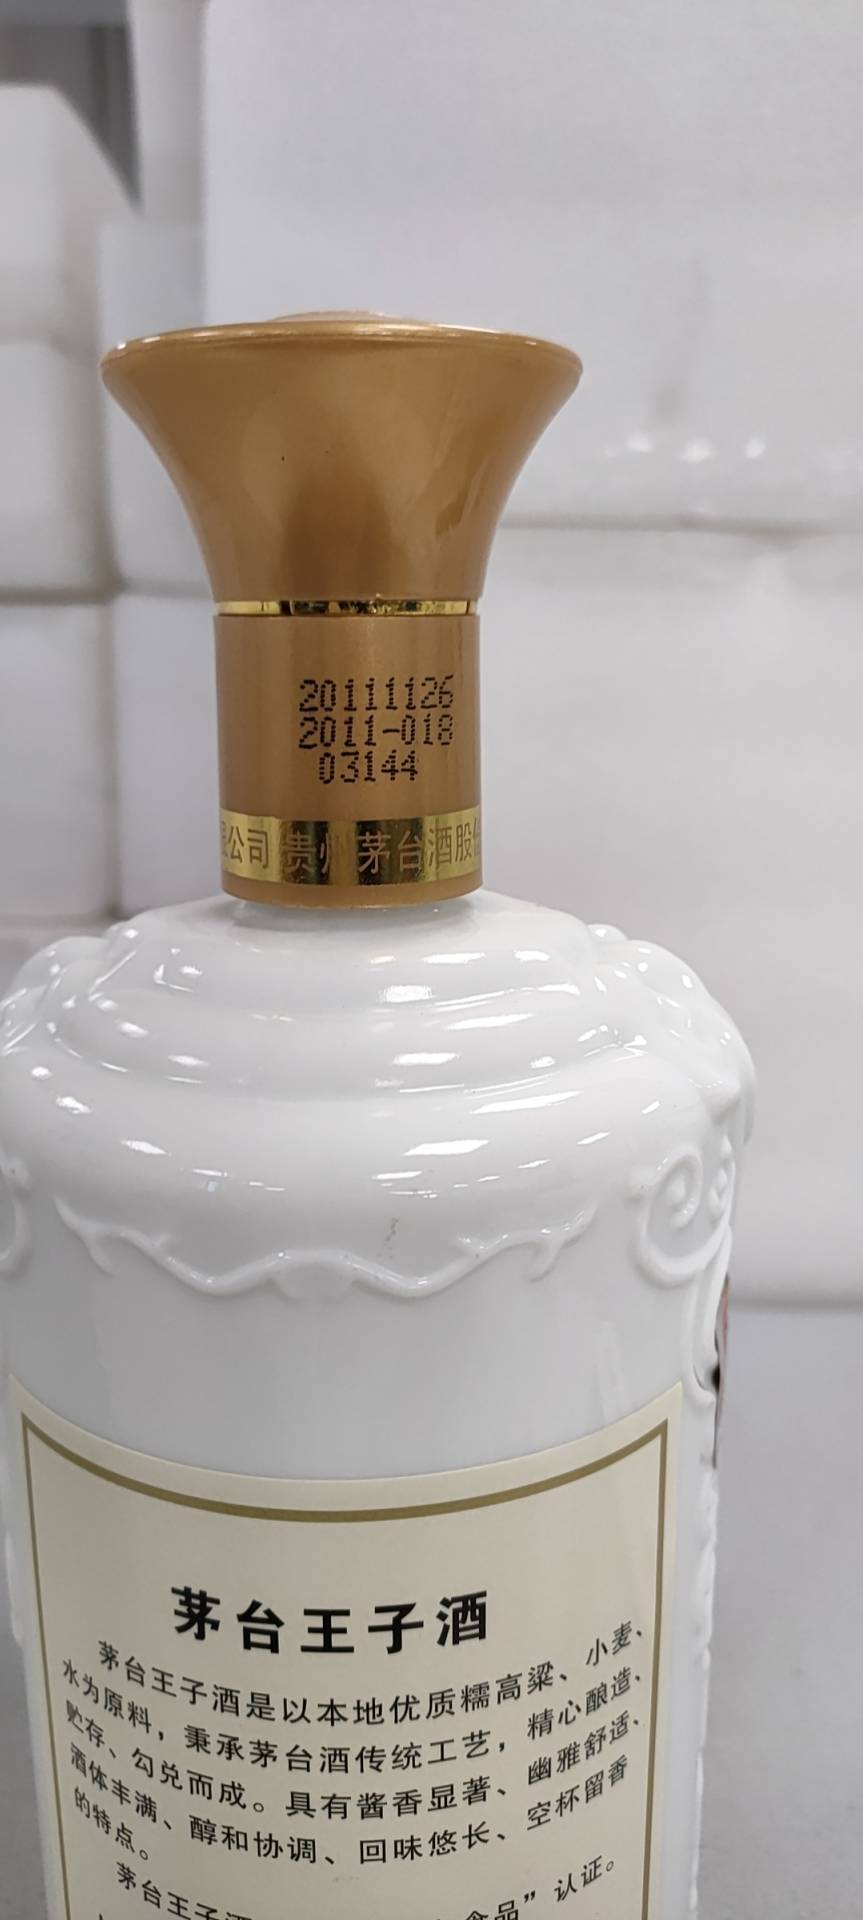 20111126
2011-018
03144
公司 贵州茅台酒股
茅台王子酒
茅台王子酒是以本地优质糯高粱、小麦、
水为原料，秉承茅台酒传统工艺，精心酿造、
贮存、勾兑而成。具有酱香显著、幽雅舒适、
酒体丰满、醇和协调、回味悠长、空杯留香
的特点。
茅台王子酒 食品”认证。